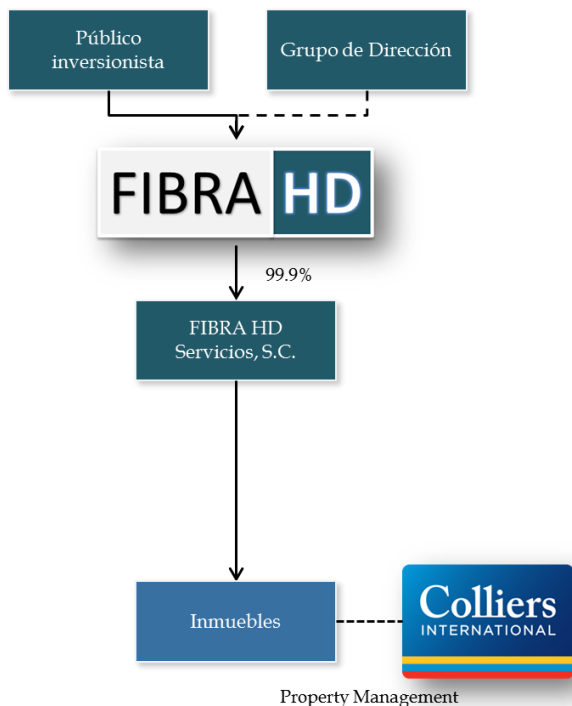 Público
inversionista
Grupo de Dirección
FIBRA HD
99.9%
FIBRA HD
Servicios, S.C.
Inmuebles
Colliers
INTERNATIONAL
Property Management